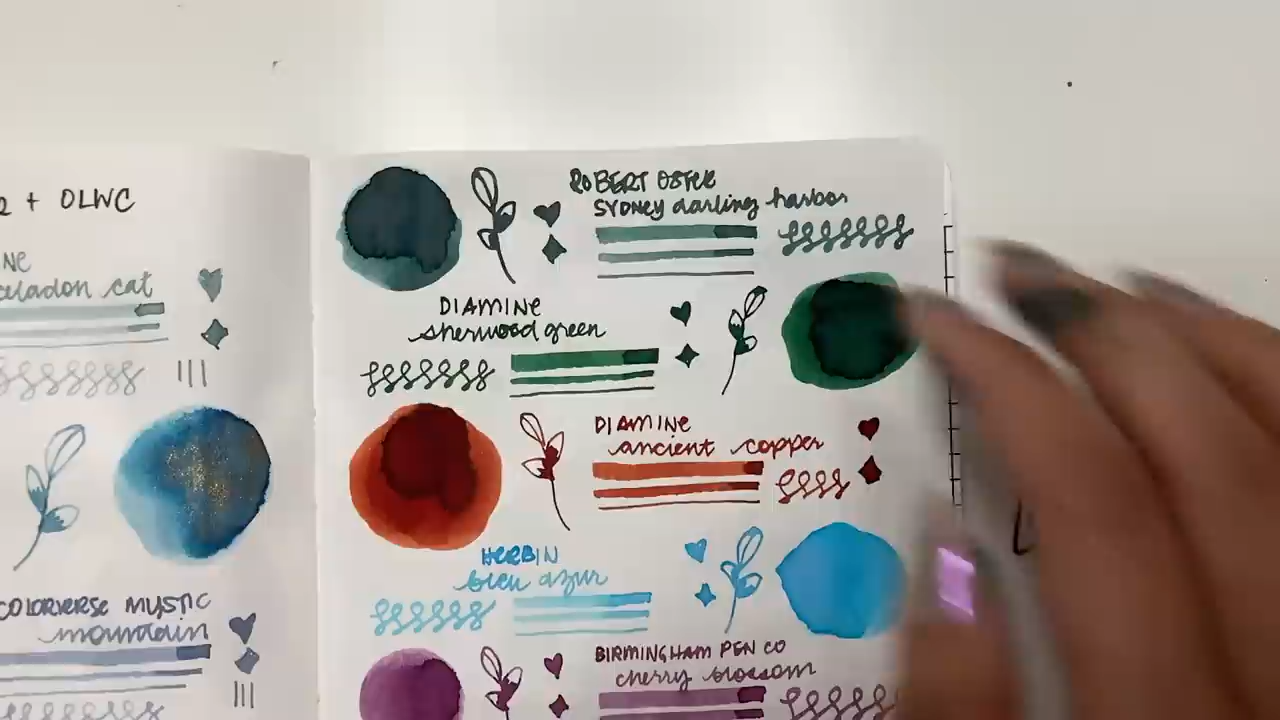 + OLWC
celadon cat
COLORVERSE MYSTIC
mountain
ROBERT OSTER
SYDNEY darling harbor
DIAMINE
sherwood green
DIAMINE
ancient copper
HERBIN
bleu azur
BIRMINGHAM PEN CO
cherry blossom